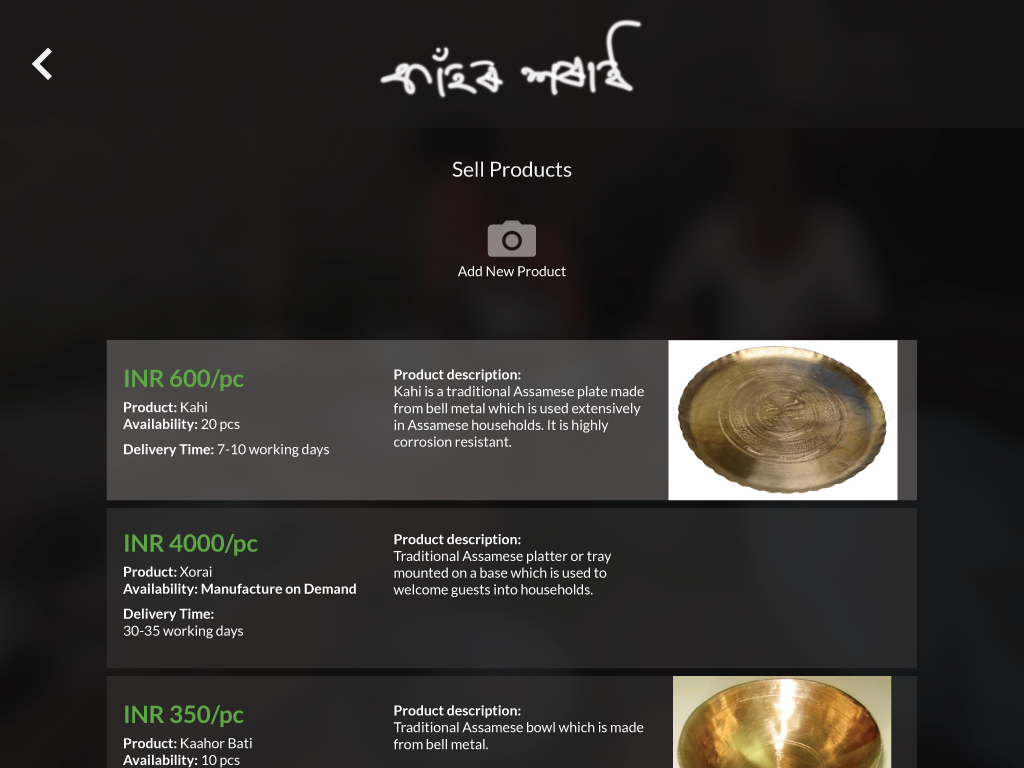 কাঁহৰ শৰাই
Sell Products
Add New Product
INR 600/pc
Product: Kahi
Availability: 20 pcs
Delivery Time: 7-10 working days
Product description:
Kahi is a traditional Assamese plate made
from bell metal which is used extensively
in Assamese households. It is highly
corrosion resistant.
INR 4000/pc
Product: Xorai
Availability: Manufacture on Demand
Delivery Time:
30-35 working days
Product description:
Traditional Assamese platter or tray
mounted on a base which is used to
welcome guests into households.
INR 350/pc
Product: Kaahor Bati
Availability: 10 pcs
Product description:
Traditional Assamese bowl which is made
from bell metal.